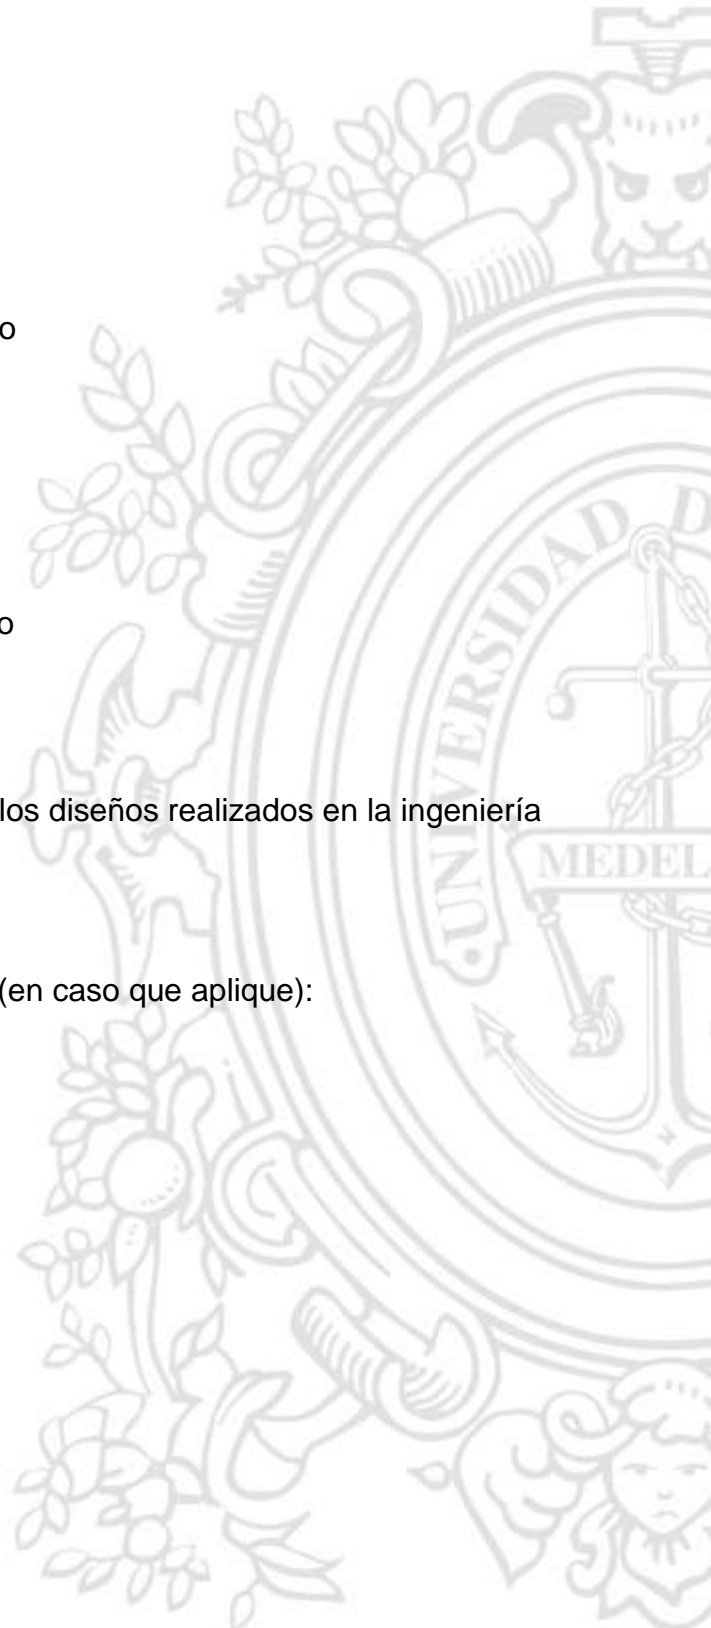 o
o
los diseños realizados en la ingeniería
(en caso que aplique):
UNIVERSIDAD D
MEDEL